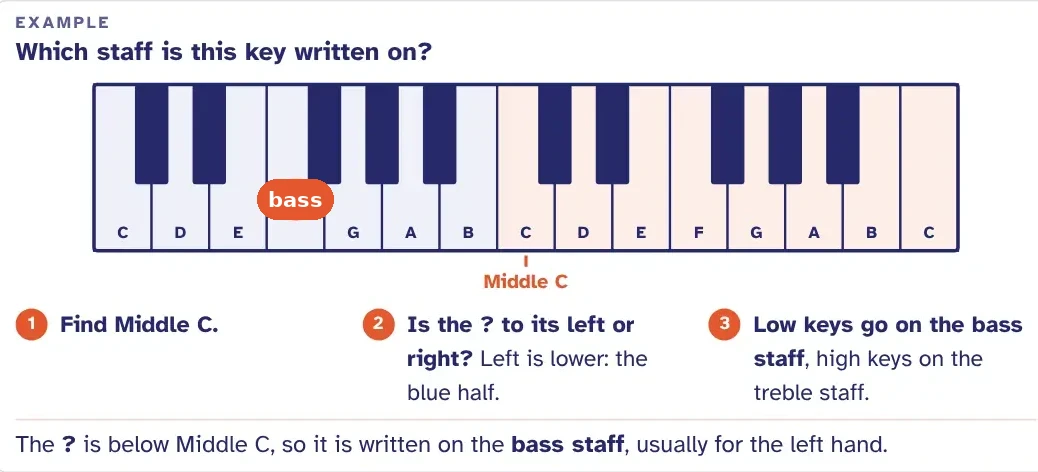 EXAMPLE
Which staff is this key written on?
bass
C D E G A B C D E F G A B C
Middle C
1 Find Middle C.
2 Is the ? to its left or
right? Left is lower: the
blue half.
3 Low keys go on the bass
staff, high keys on the
treble staff.
The ? is below Middle C, so it is written on the bass staff, usually for the left hand.